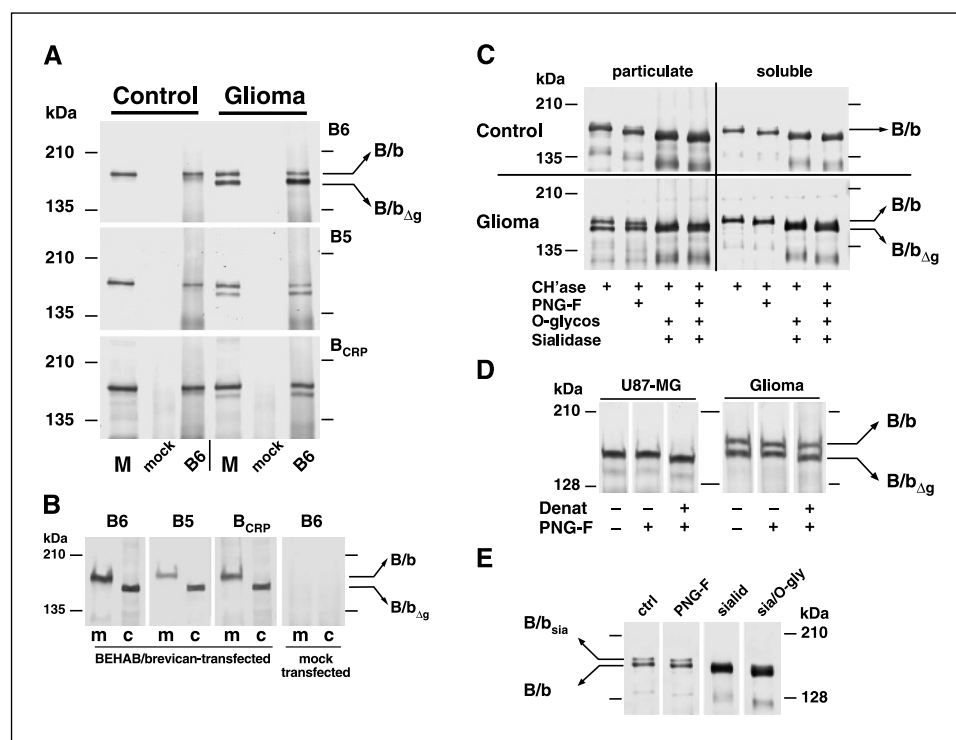 A
Control Glioma
kDa
B6
210
B/b
B/bΔg
135
B5
210
135
BCRP
210
135
M mock B6 M mock B6
B
B6 B5 BCRP B6
kDa
210
B/b
B/bΔg
135
m c m c m c m c
BEHAB/brevican-transfected
mock
transfected
C
particulate soluble
kDa
210
Control
B/b
135
210
B/b
Glioma
135
B/bΔg
CH'ase + + + + + + + +
PNG-F + + + +
O-glycos + + + +
Sialidase + + + +
D
U87-MG Glioma
kDa
210
B/b
128
B/bΔg
Denat + +
PNG-F – + + – + +
E
ctrl PNG-F sialid sia/O-gly
kDa
B/bsia
210
B/b
128